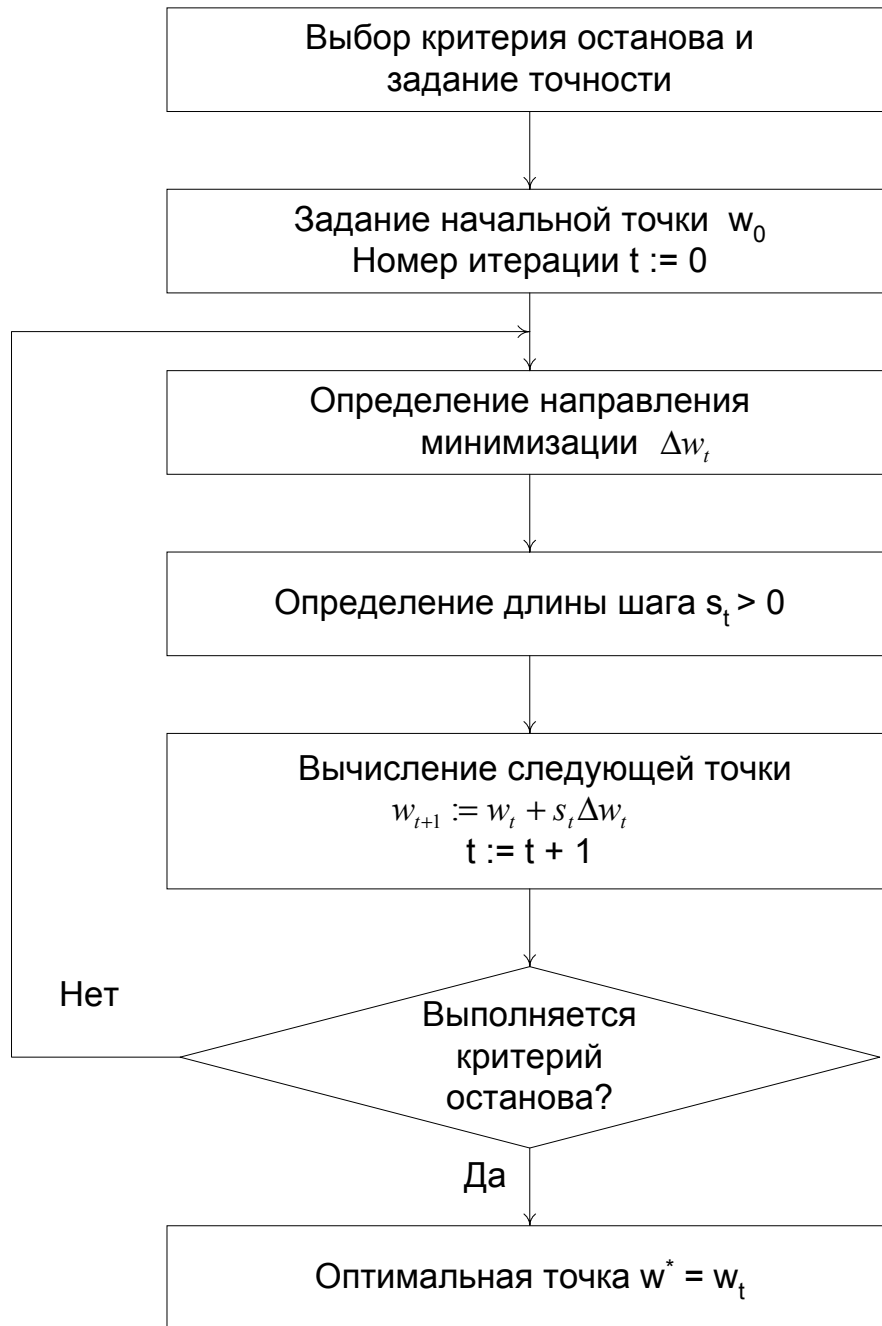 Выбор критерия останова и
задание точности
Задание начальной точки w₀
Номер итерации t := 0
Определение направления
минимизации Δwₜ
Определение длины шага sₜ > 0
Вычисление следующей точки
wₜ₊₁ := wₜ + sₜΔwₜ
t := t + 1
Нет
Выполняется
критерий
останова?
Да
Оптимальная точка w* = wₜ